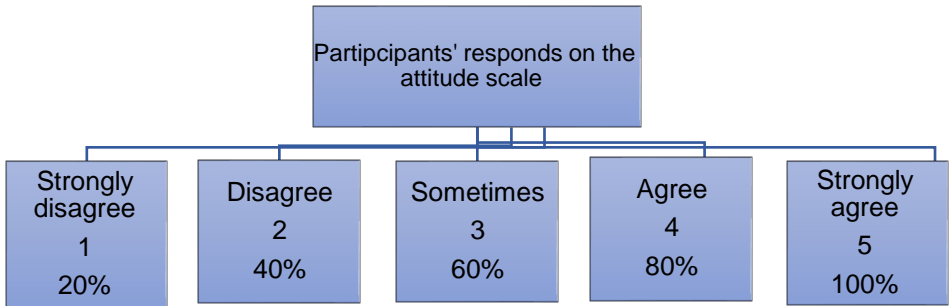 Partipcipants' responds on the
attitude scale
Strongly
disagree
1
20%
Disagree
2
40%
Sometimes
3
60%
Agree
4
80%
Strongly
agree
5
100%